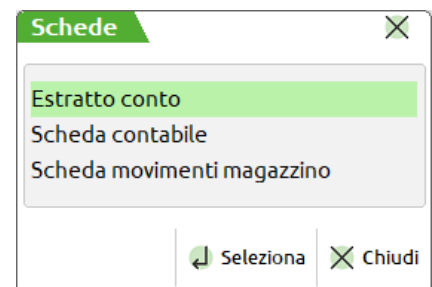 Schede
Estratto conto
Scheda contabile
Scheda movimenti magazzino
Seleziona Chiudi